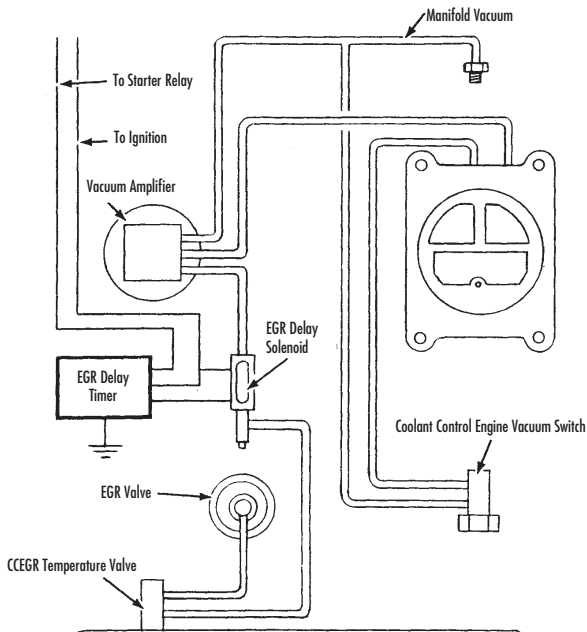 Manifold Vacuum
To Starter Relay
To Ignition
Vacuum Amplifier
EGR Delay
Solenoid
EGR Delay
Timer
Coolant Control Engine Vacuum Switch
EGR Valve
CCEGR Temperature Valve